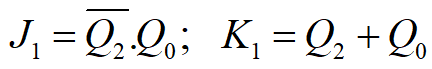 J₁ = Q̅₂.Q₀; K₁ = Q₂ + Q₀